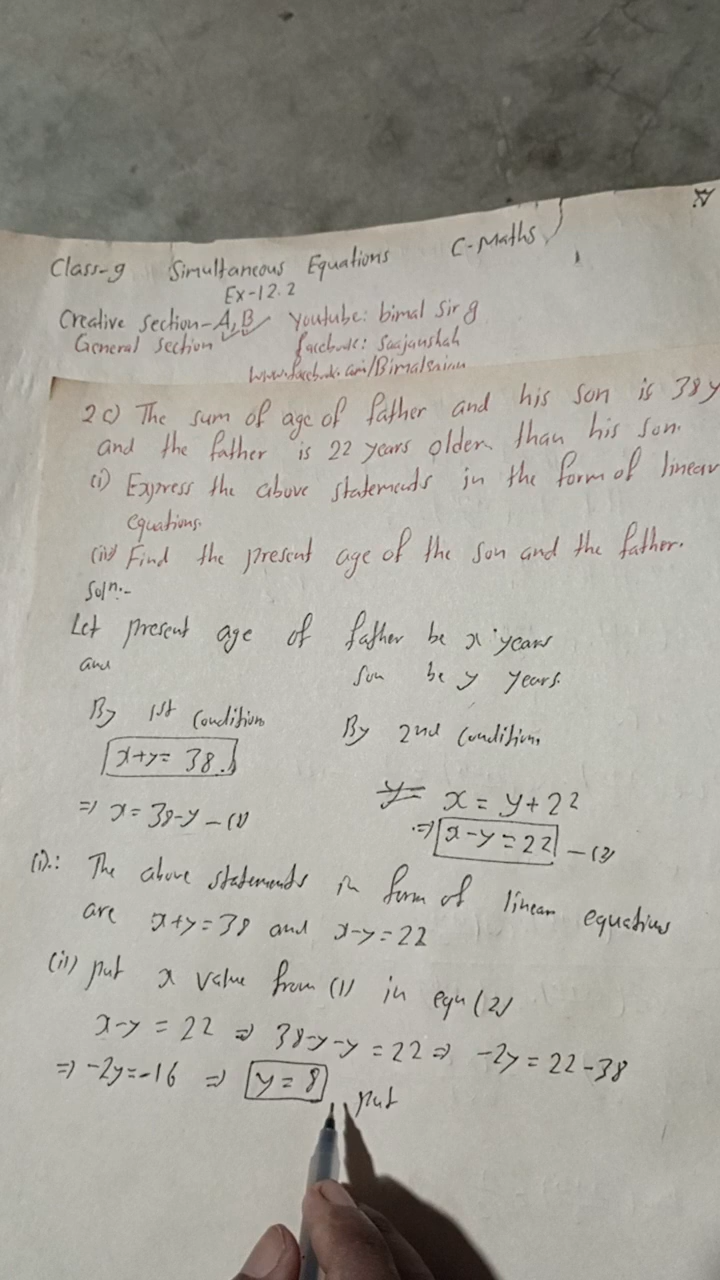 Class-9 Simultaneous Equations C-Maths
Ex-12.2
Creative section-A,B Youtube: bimal sir 9
General section facebook: Saajanshah
2c) The sum of age of father and his son is 38 y
and the father is 22 years older than his son.
(i) Express the above statements in the form of linear
equations.
(ii) Find the present age of the son and the father.
Soln:-
Let present age of father be x years
and son be y years.
By 1st condition By 2nd condition,
x+y= 38.
y= x = y+22
⇒ x = 38-y -(1)
⇒ x-y=22 -(2)
(i).: The above statements in form of linear equations
are x+y=38 and x-y=22
(ii) put x value from (1) in equ(2)
x-y = 22 ⇒ 38-y-y = 22 ⇒ -2y = 22-38
⇒ -2y=-16 ⇒ y = 8 put